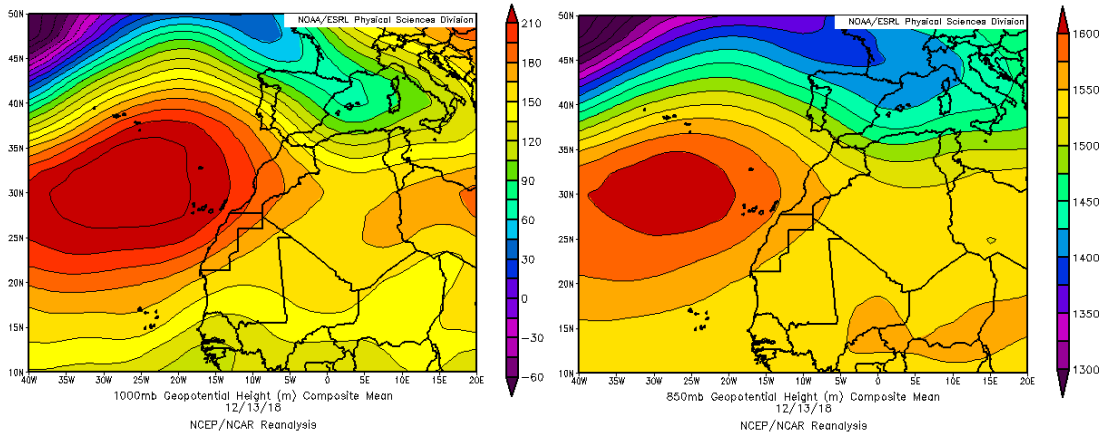 NOAA/ESRL Physical Sciences Division
50N
45N
40N
35N
30N
25N
20N
15N
10N
40W 35W 30W 25W 20W 15W 10W 5W 0 5E 10E 15E 20E
210
180
150
120
90
60
30
0
−30
−60
1000mb Geopotential Height (m) Composite Mean
12/13/18
NCEP/NCAR Reanalysis
NOAA/ESRL Physical Sciences Division
50N
45N
40N
35N
30N
25N
20N
15N
10N
40W 35W 30W 25W 20W 15W 10W 5W 0 5E 10E 15E 20E
1600
1550
1500
1450
1400
1350
1300
850mb Geopotential Height (m) Composite Mean
12/13/18
NCEP/NCAR Reanalysis